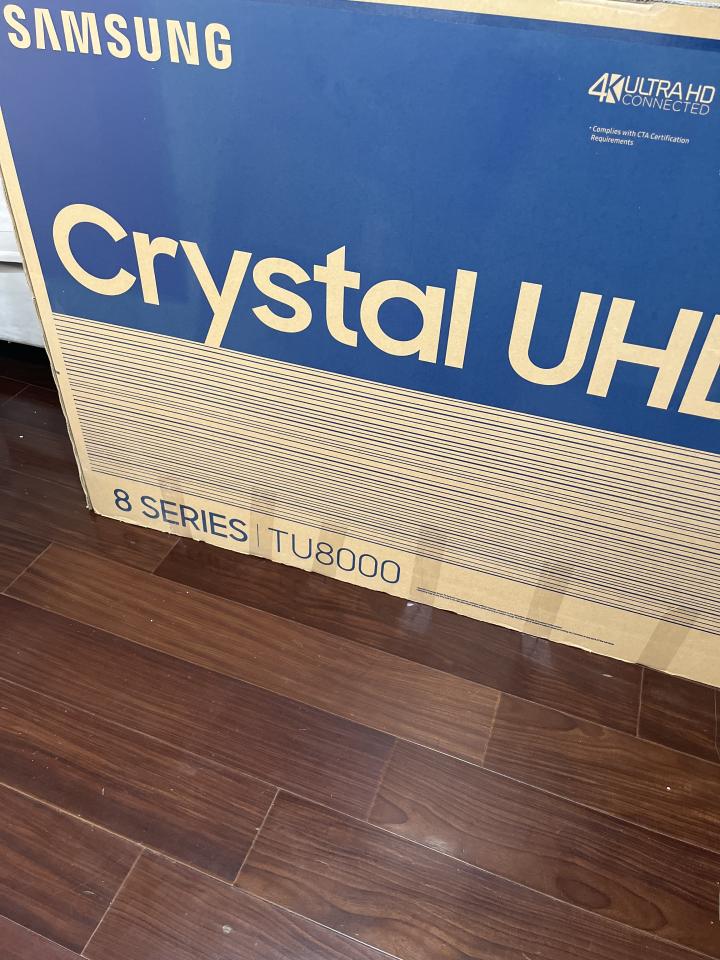 SAMSUNG
4K ULTRA HD
CONNECTED
* Complies with CTA Certification
Requirements
Crystal UHD
8 SERIES | TU8000